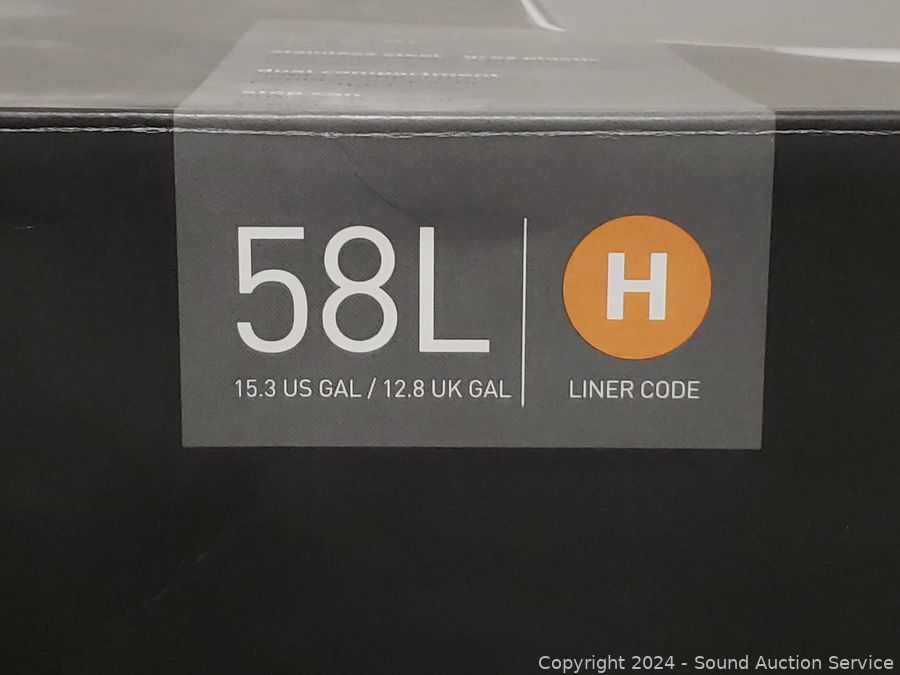 58L
15.3 US GAL / 12.8 UK GAL
H
LINER CODE
Copyright 2024 - Sound Auction Service